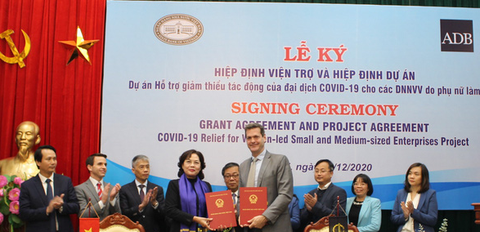 ADB
LỄ KÝ
HIỆP ĐỊNH VIỆN TRỢ VÀ HIỆP ĐỊNH DỰ ÁN
Dự án Hỗ trợ giảm thiểu tác động của đại dịch COVID-19 cho các DNNVV do phụ nữ làm
SIGNING CEREMONY
GRANT AGREEMENT AND PROJECT AGREEMENT
COVID-19 Relief for Women-led Small and Medium-sized Enterprises Project
/12/2020